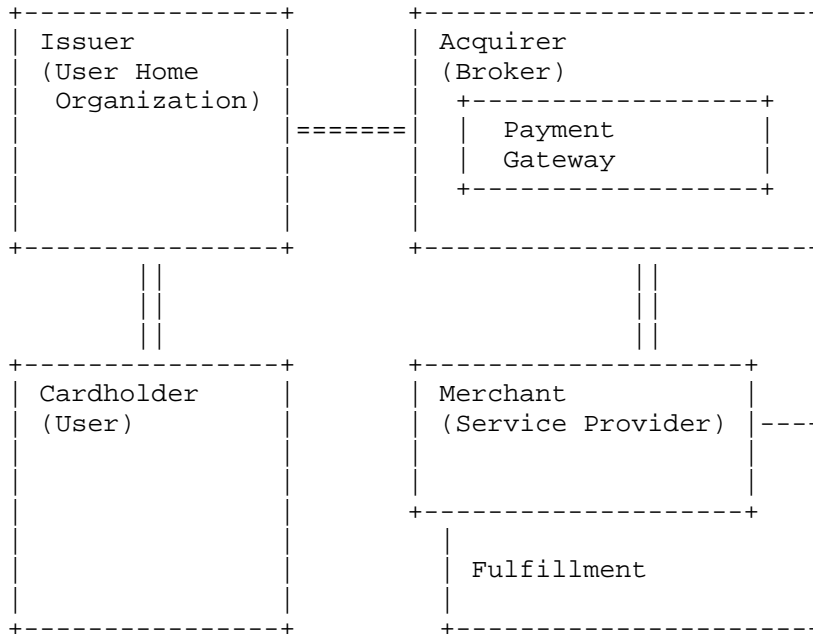 Issuer
(User Home
Organization)
Acquirer
(Broker)
Payment
Gateway
Cardholder
(User)
Merchant
(Service Provider)
Fulfillment